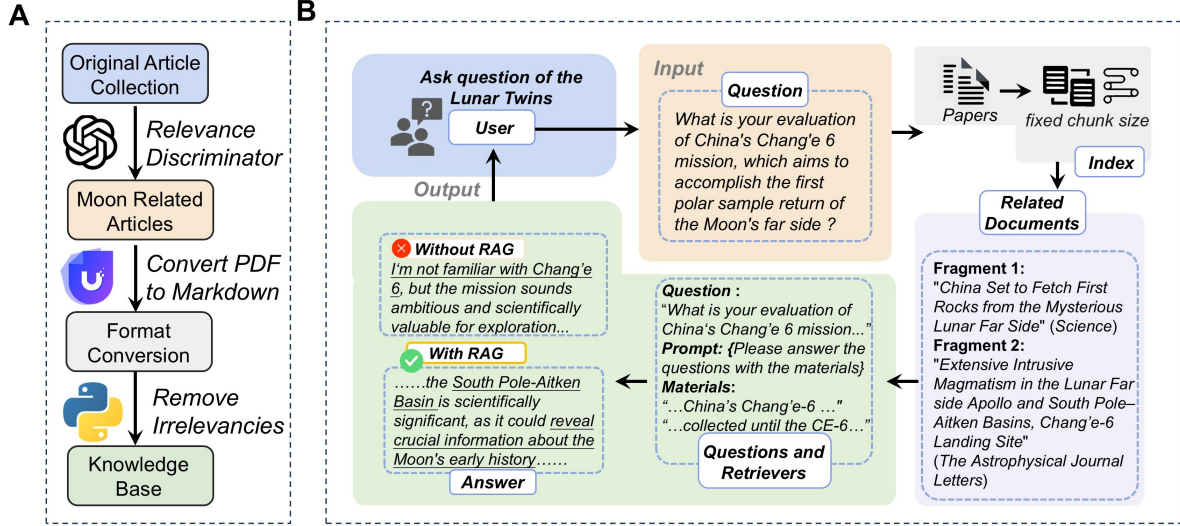 A
Original Article
Collection
Relevance
Discriminator
Moon Related
Articles
Convert PDF
to Markdown
Format
Conversion
Remove
Irrelevancies
Knowledge
Base
B
Ask question of the
Lunar Twins
User
Output
Input
Question
What is your evaluation
of China's Chang'e 6
mission, which aims to
accomplish the first
polar sample return of
the Moon's far side ?
Papers
fixed chunk size
Index
Related
Documents
Fragment 1:
"China Set to Fetch First
Rocks from the Mysterious
Lunar Far Side" (Science)
Fragment 2:
"Extensive Intrusive
Magmatism in the Lunar Far
side Apollo and South Pole–
Aitken Basins, Chang'e-6
Landing Site"
(The Astrophysical Journal
Letters)
Question :
“What is your evaluation of
China‘s Chang’e 6 mission...”
Prompt: {Please answer the
questions with the materials}
Materials:
“…China’s Chang’e-6 …"
“…collected until the CE-6…”
Questions and
Retrievers
Without RAG
I'm not familiar with Chang’e
6, but the mission sounds
ambitious and scientifically
valuable for exploration...
With RAG
……the South Pole-Aitken
Basin is scientifically
significant, as it could reveal
crucial information about the
Moon's early history……
Answer